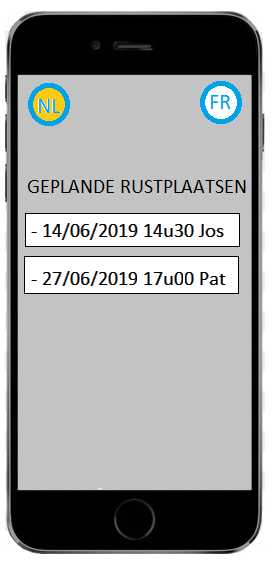 NL
FR
GEPLANDE RUSTPLAATSEN
- 14/06/2019 14u30 Jos
- 27/06/2019 17u00 Pat